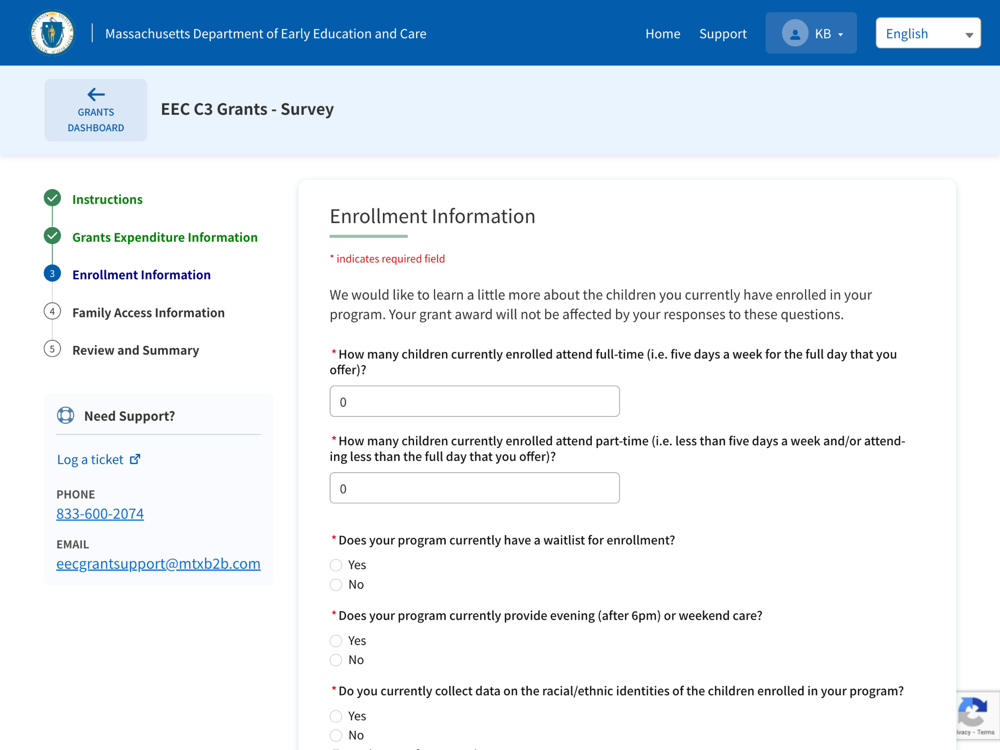 Massachusetts Department of Early Education and Care
Home
Support
KB
English
GRANTS
DASHBOARD
EEC C3 Grants - Survey
Instructions
Grants Expenditure Information
3
Enrollment Information
4
Family Access Information
5
Review and Summary
Need Support?
Log a ticket
PHONE
833-600-2074
EMAIL
eecgrantsupport@mtxb2b.com
Enrollment Information
* indicates required field
We would like to learn a little more about the children you currently have enrolled in your
program. Your grant award will not be affected by your responses to these questions.
*How many children currently enrolled attend full-time (i.e. five days a week for the full day that you
offer)?
0
*How many children currently enrolled attend part-time (i.e. less than five days a week and/or attend-
ing less than the full day that you offer)?
0
*Does your program currently have a waitlist for enrollment?
Yes
No
*Does your program currently provide evening (after 6pm) or weekend care?
Yes
No
*Do you currently collect data on the racial/ethnic identities of the children enrolled in your program?
Yes
No
- Terms